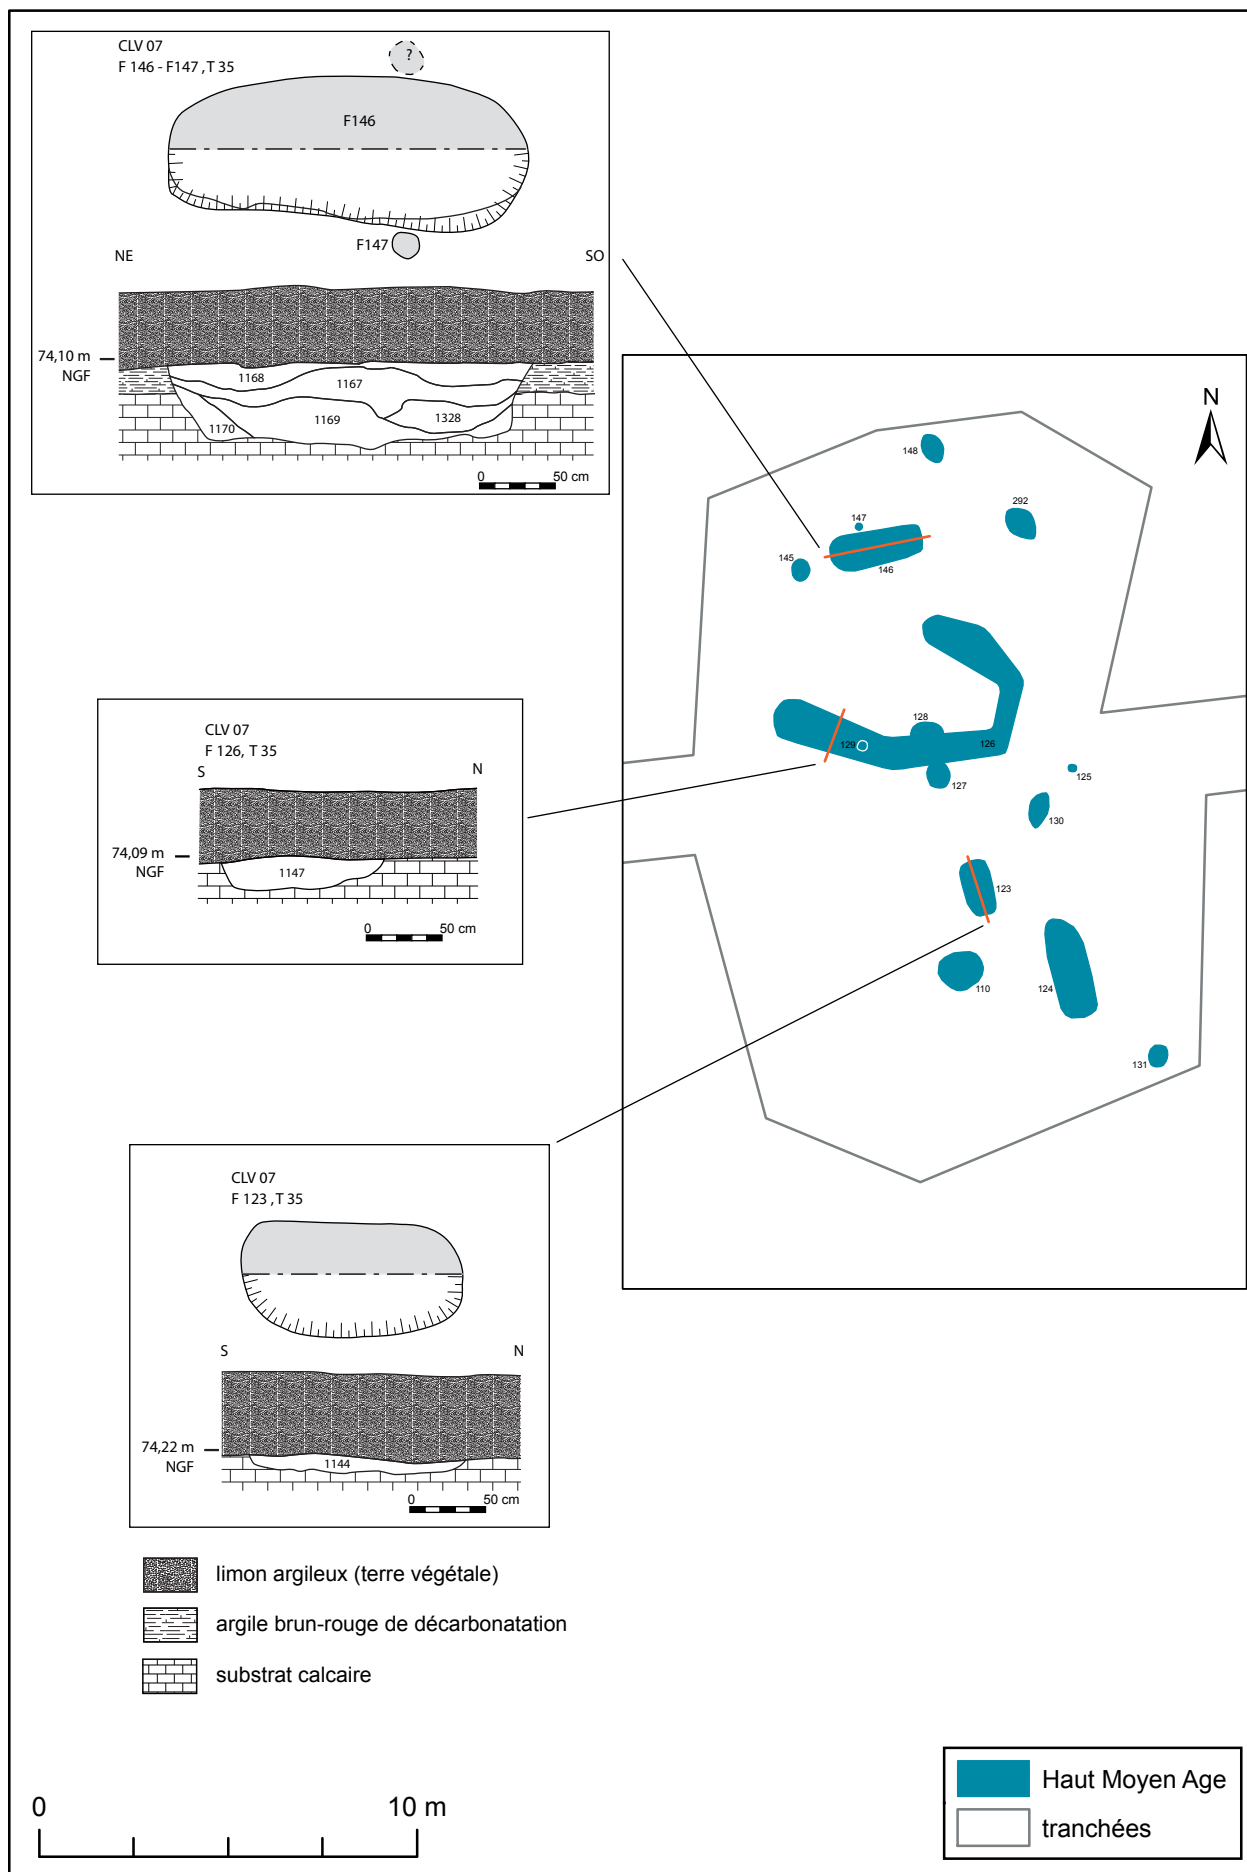 CLV 07
F 146 - F147 , T 35
?
F146
F147
NE
SO
74,10 m
NGF
1168
1167
1170
1169
1328
0
50 cm
CLV 07
F 126, T 35
S
N
74,09 m
NGF
1147
0
50 cm
CLV 07
F 123 , T 35
S
N
74,22 m
NGF
1144
0
50 cm
N
148
292
147
145
146
128
129
126
127
125
130
123
110
124
131
limon argileux (terre végétale)
argile brun-rouge de décarbonatation
substrat calcaire
0
10 m
Haut Moyen Age
tranchées